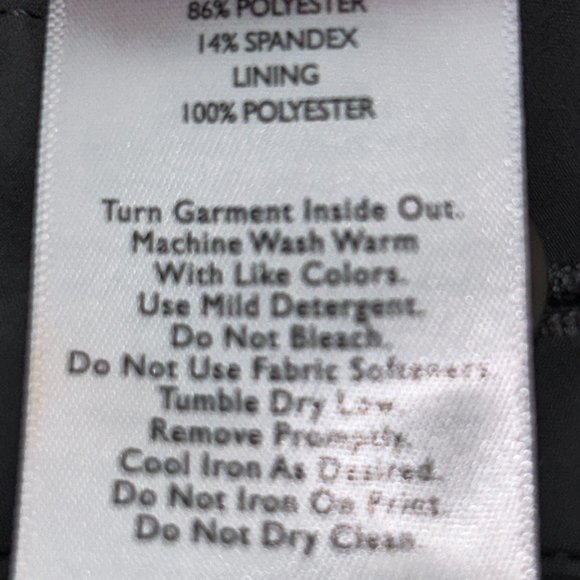 86% POLYESTER
14% SPANDEX
LINING
100% POLYESTER
Turn Garment Inside Out.
Machine Wash Warm
With Like Colors.
Use Mild Detergent.
Do Not Bleach.
Do Not Use Fabric Softeners.
Tumble Dry Low.
Remove Promptly.
Cool Iron As Desired.
Do Not Iron On Print.
Do Not Dry Clean.